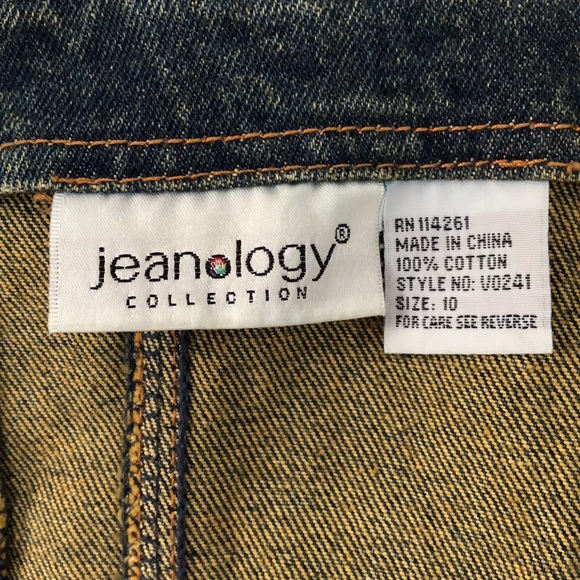 jeanology®
COLLECTION
RN 114261
MADE IN CHINA
100% COTTON
STYLE NO: V0241
SIZE: 10
FOR CARE SEE REVERSE